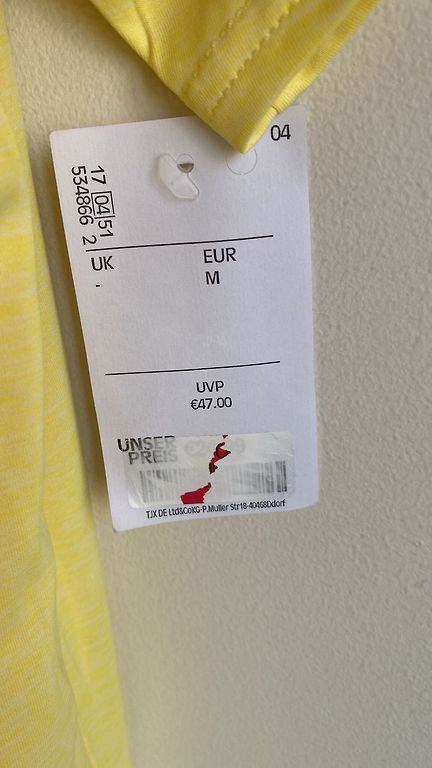 04
17 04 51
534866 2
UK
EUR
-
M
UVP
€47.00
UNSER
PREIS
TJX DE Ltd&CoKG-P.Muller Str18-40468Ddorf